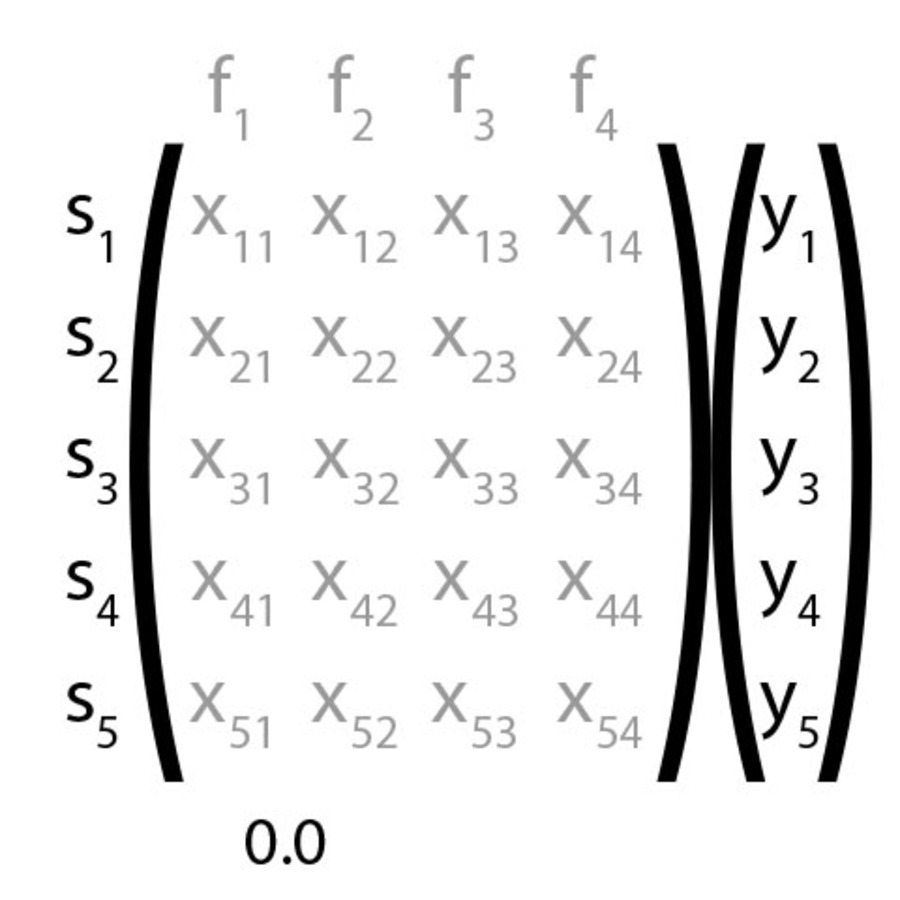 f1 f2 f3 f4
s1 x11 x12 x13 x14 y1
s2 x21 x22 x23 x24 y2
s3 x31 x32 x33 x34 y3
s4 x41 x42 x43 x44 y4
s5 x51 x52 x53 x54 y5
0.0